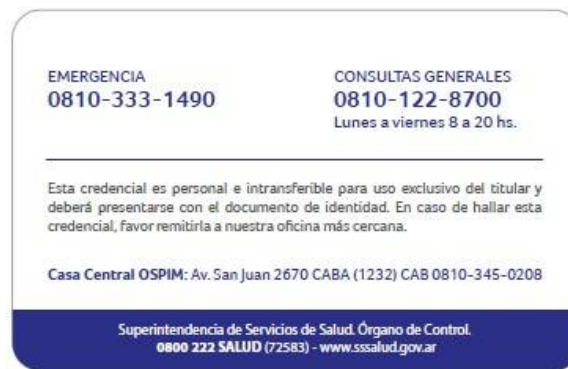 EMERGENCIA
0810-333-1490
CONSULTAS GENERALES
0810-122-8700
Lunes a viernes 8 a 20 hs.
Esta credencial es personal e intransferible para uso exclusivo del titular y
deberá presentarse con el documento de identidad. En caso de hallar esta
credencial, favor remitirla a nuestra oficina más cercana.
Casa Central OSPIM: Av. San Juan 2670 CABA (1232) CAB 0810-345-0208
Superintendencia de Servicios de Salud. Órgano de Control.
0800 222 SALUD (72583) - www.sssalud.gov.ar